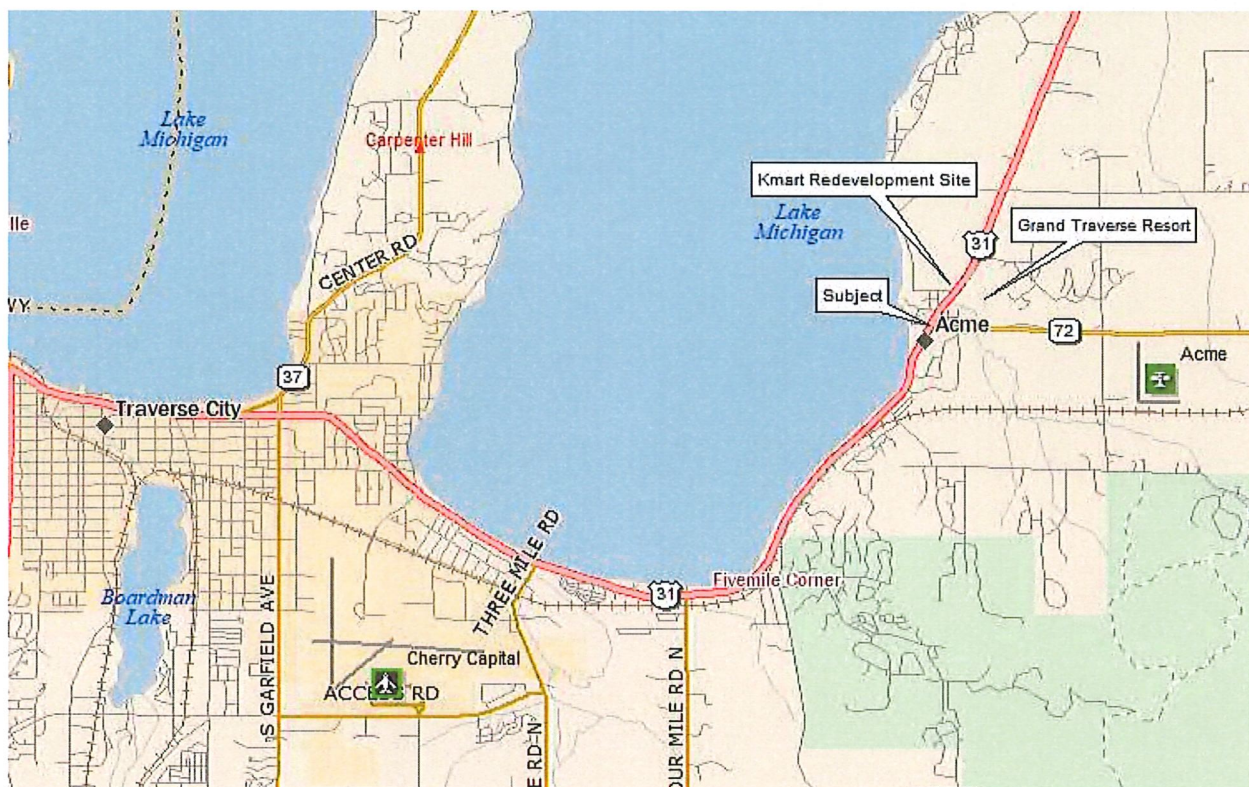 Lake
Michigan
Carpenter Hill
Kmart Redevelopment Site
lle
Lake
Michigan
Grand Traverse Resort
31
CENTER RD
WY
Subject
Acme
72
Acme
37
Traverse City
THREE MILE RD
Fivemile Corner
31
Boardman
Lake
S GARFIELD AVE
Cherry Capital
ACCESS RD
E RD N
OUR MILE RD N